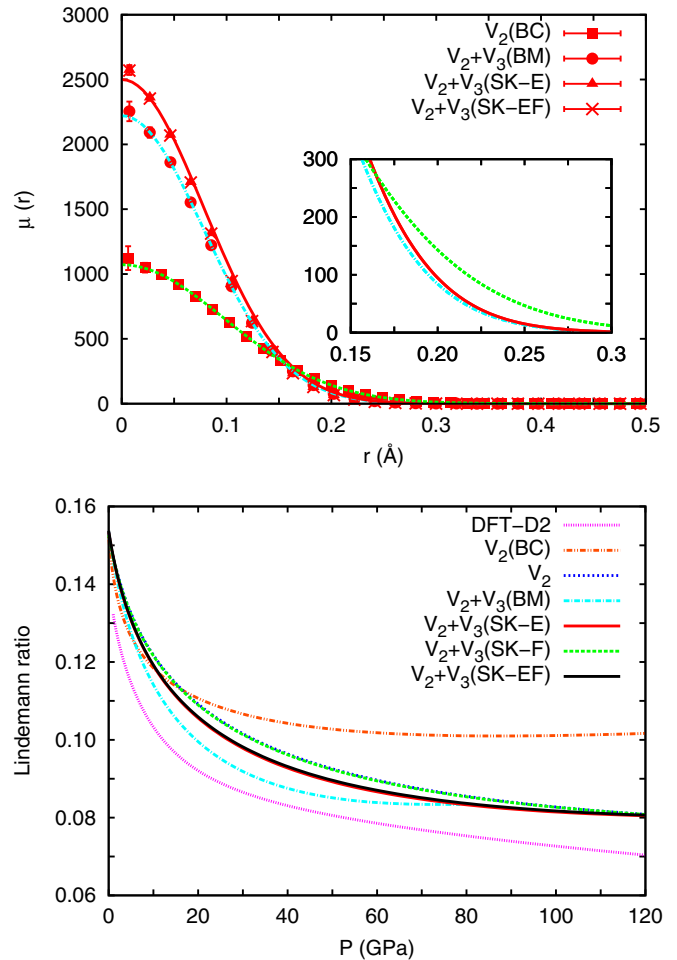 V₂(BC)
V₂+V₃(BM)
V₂+V₃(SK−E)
V₂+V₃(SK−EF)
3000
2500
2000
1500
1000
500
0
μ (r)
300
200
100
0
0.15
0.20
0.25
0.3
0
0.1
0.2
0.3
0.4
0.5
r (Å)
DFT−D2
V₂(BC)
V₂
V₂+V₃(BM)
V₂+V₃(SK−E)
V₂+V₃(SK−F)
V₂+V₃(SK−EF)
0.16
0.14
0.12
0.10
0.08
0.06
Lindemann ratio
0
20
40
60
80
100
120
P (GPa)